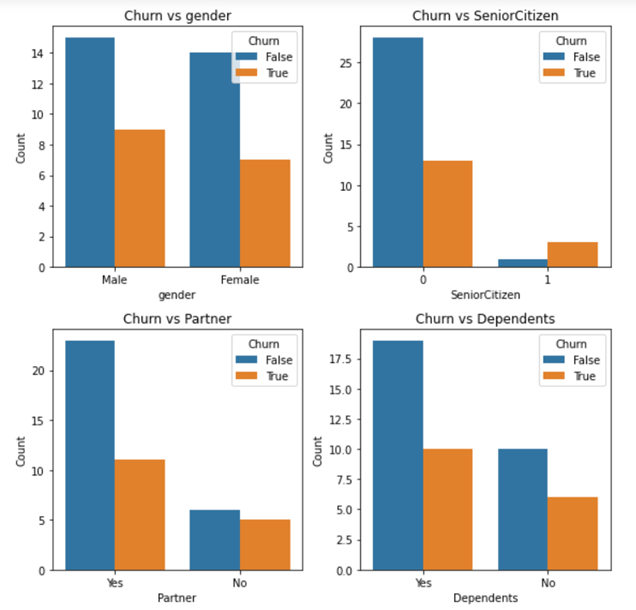 Churn vs gender
Churn
False
True
14
12
10
8
6
4
2
0
Count
Male
Female
gender
Churn vs SeniorCitizen
Churn
False
True
25
20
15
10
5
0
Count
0
1
SeniorCitizen
Churn vs Partner
Churn
False
True
20
15
10
5
0
Count
Yes
No
Partner
Churn vs Dependents
Churn
False
True
17.5
15.0
12.5
10.0
7.5
5.0
2.5
0.0
Count
Yes
No
Dependents